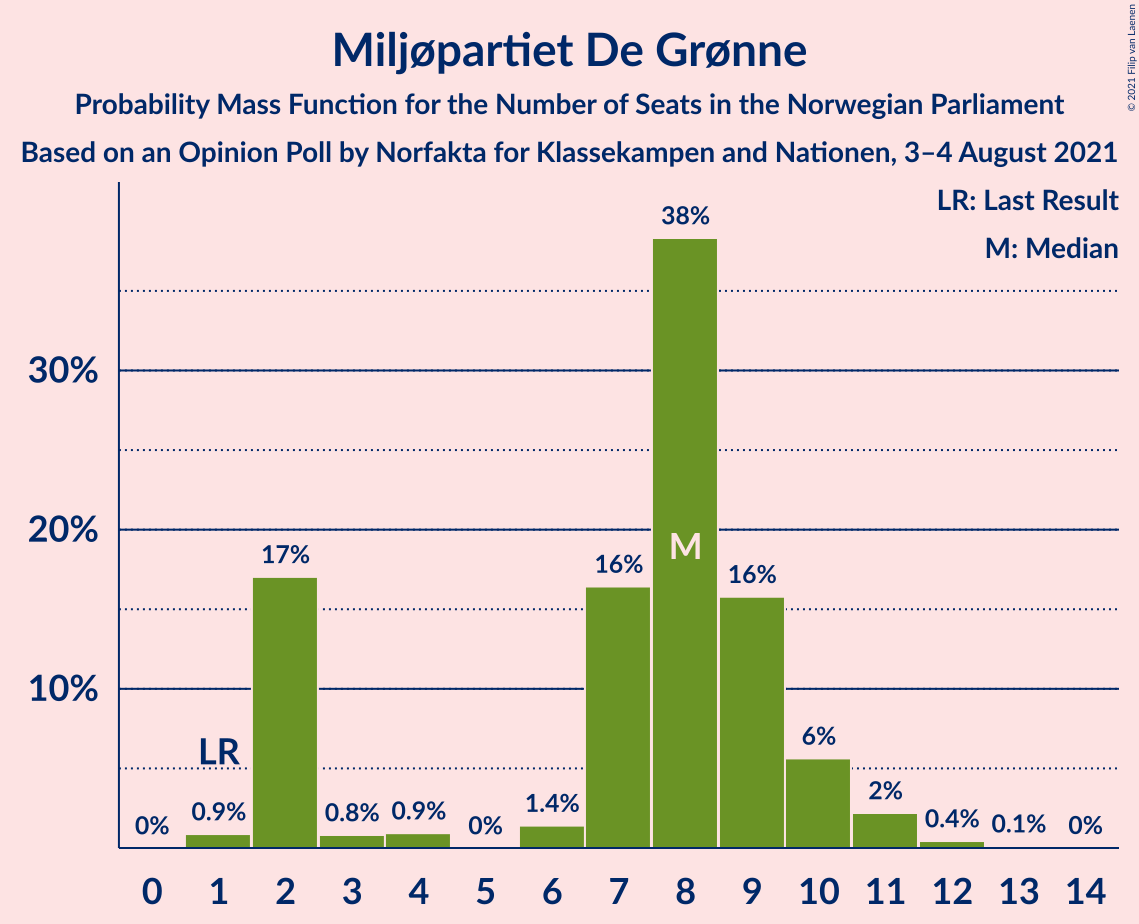 Miljøpartiet De Grønne
Probability Mass Function for the Number of Seats in the Norwegian Parliament
Based on an Opinion Poll by Norfakta for Klassekampen and Nationen, 3–4 August 2021
© 2021 Filip van Laenen
LR: Last Result
M: Median
30%
20%
10%
0%
LR
0.9%
17%
0.8%
0.9%
0%
1.4%
16%
38%
M
16%
6%
2%
0.4%
0.1%
0%
0 1 2 3 4 5 6 7 8 9 10 11 12 13 14